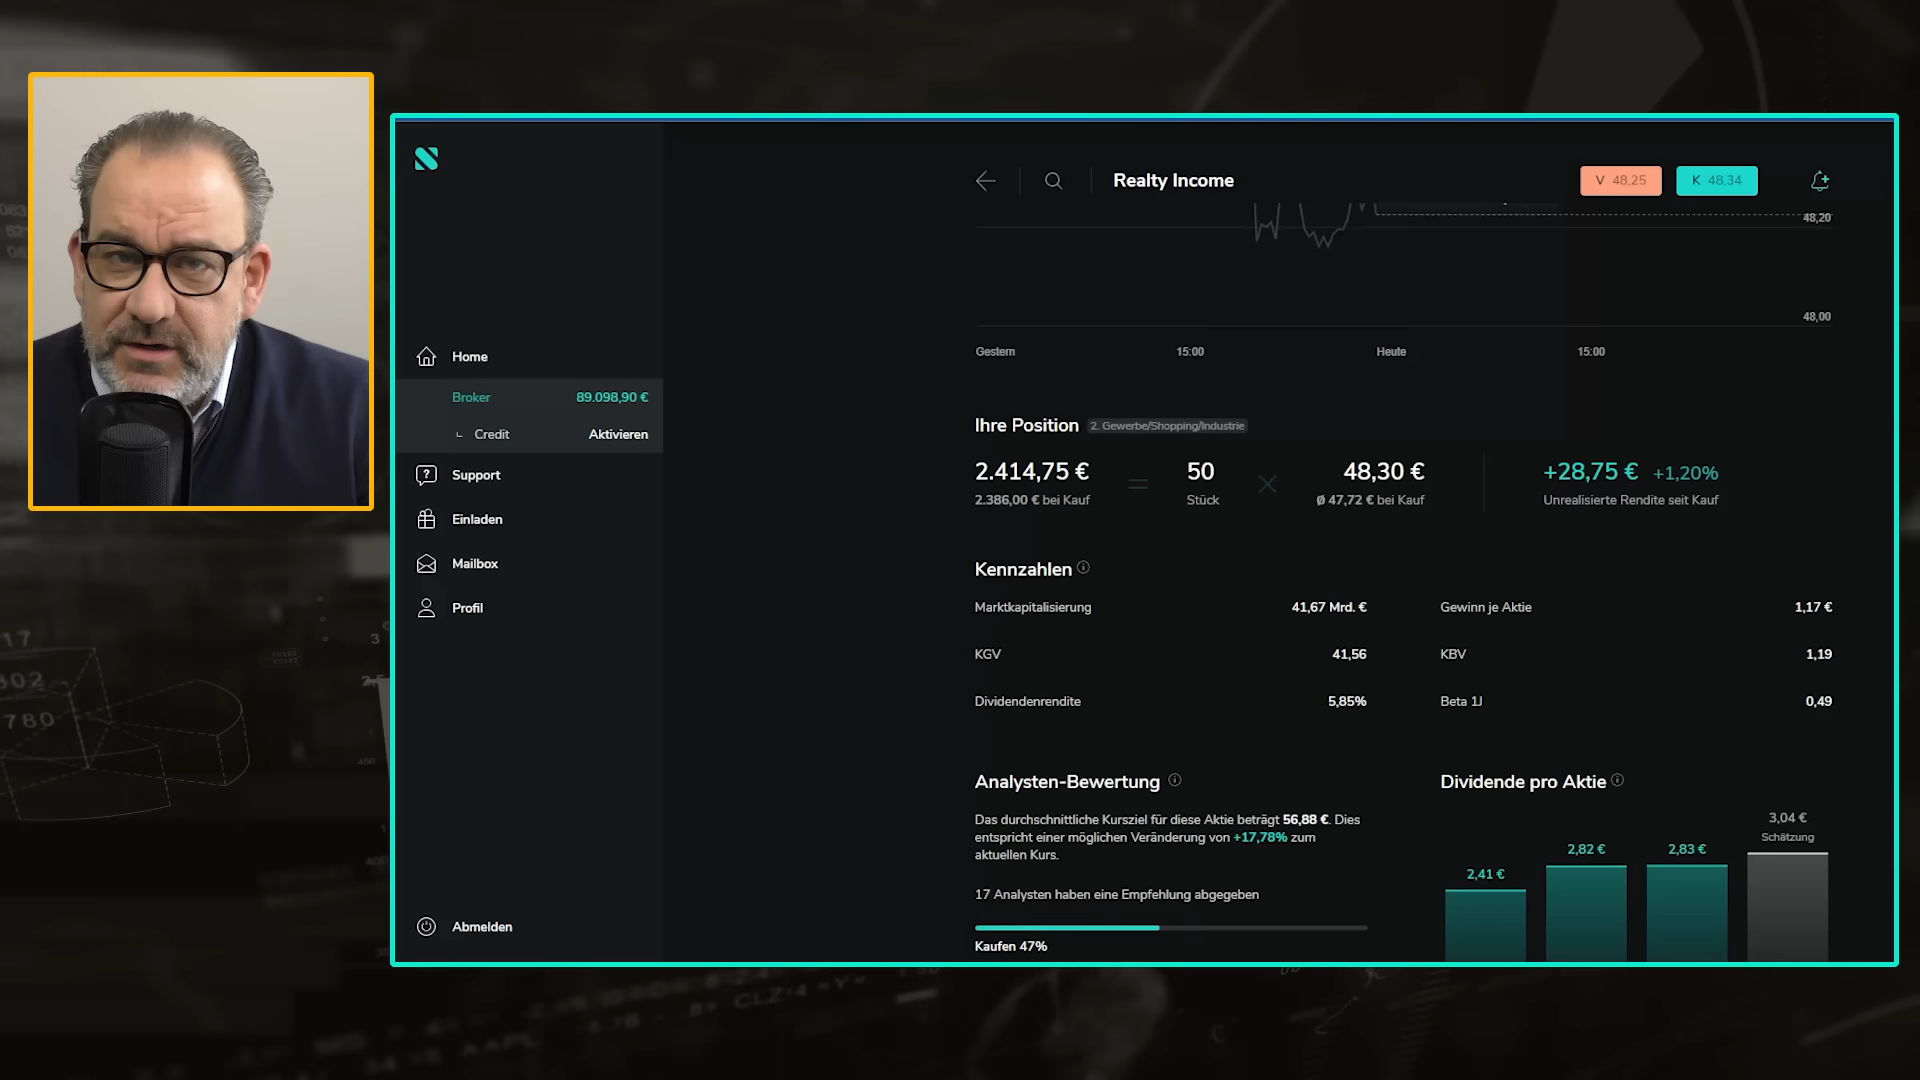 Realty Income
V 48,25
K 48,34
48,20
48,00
Gestern 15:00 Heute 15:00
Home
Broker 89.098,90 €
Credit Aktivieren
Support
Einladen
Mailbox
Profil
Abmelden
Ihre Position 2. Gewerbe/Shopping/Industrie
2.414,75 € 50 48,30 € +28,75 € +1,20%
2.386,00 € bei Kauf Stück Ø 47,72 € bei Kauf Unrealisierte Rendite seit Kauf
Kennzahlen
Marktkapitalisierung 41,67 Mrd. € Gewinn je Aktie 1,17 €
KGV 41,56 KBV 1,19
Dividendenrendite 5,85% Beta 1J 0,49
Analysten-Bewertung
Das durchschnittliche Kursziel für diese Aktie beträgt 56,88 €. Dies
entspricht einer möglichen Veränderung von +17,78% zum
aktuellen Kurs.
17 Analysten haben eine Empfehlung abgegeben
Kaufen 47%
Dividende pro Aktie
3,04 €
Schätzung
2,82 €
2,83 €
2,41 €
17
302
780